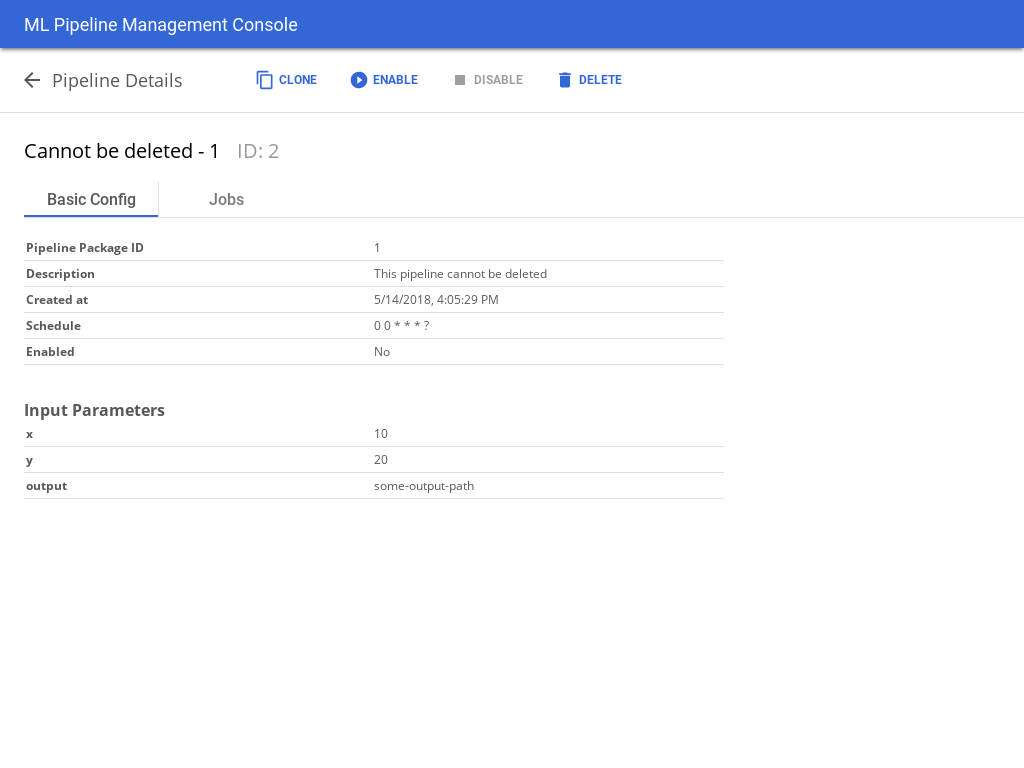 ML Pipeline Management Console
Pipeline Details CLONE ENABLE DISABLE DELETE
Cannot be deleted - 1 ID: 2
Basic Config Jobs
Pipeline Package ID 1
Description This pipeline cannot be deleted
Created at 5/14/2018, 4:05:29 PM
Schedule 0 0 * * * ?
Enabled No
Input Parameters
x 10
y 20
output some-output-path